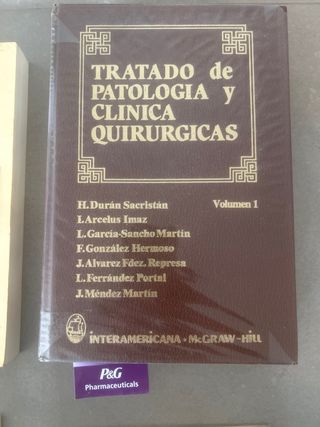 TRATADO de
PATOLOGIA y
CLINICA
QUIRURGICAS
H. Durán Sacristán Volumen 1
I. Arcelus Imaz
L. García-Sancho Martín
F. González Hermoso
J. Alvarez Fdez. Represa
L. Ferrández Portal
J. Méndez Martín
INTERAMERICANA • McGRAW-HILL
P&G
Pharmaceuticals